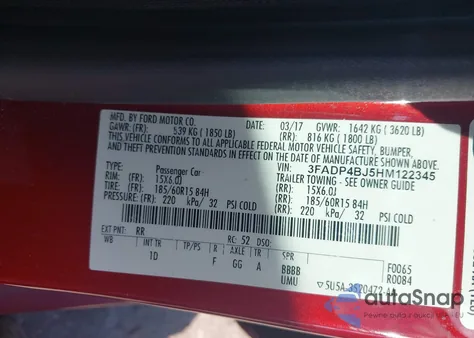 MFD. BY FORD MOTOR CO. 03/17 GVWR: 1642 KG ( 3620 LB)
GAWR: (FR): 539 KG ( 1850 LB) (RR): 816 KG ( 1800 LB)
THIS VEHICLE CONFORMS TO ALL APPLICABLE FEDERAL MOTOR VEHICLE SAFETY, BUMPER,
AND THEFT PREVENTION STANDARDS IN EFFECT ON THE DATE OF MANUFACTURE SHOWN ABOVE.
VIN: 3FADP4BJ5HM122345
TYPE: Passenger Car TRAILER TOWING - SEE OWNER GUIDE
RIM: (FR): 15X6.0J 15X6.0J
TIRE: (FR): 185/60R15 84H 185/60R15 84H
PRESSURE: (FR): 220 kPa/ 32 PSI COLD (RR): 220 kPa/ 32 PSI COLD
EXT PNT: RR RC: 52 DSO:
WB INT TR TP/PS R AXLE TR SPR
1D F GG A BBBB F0065
UMU R0084
5U5A-3520472-AA
autoSnap